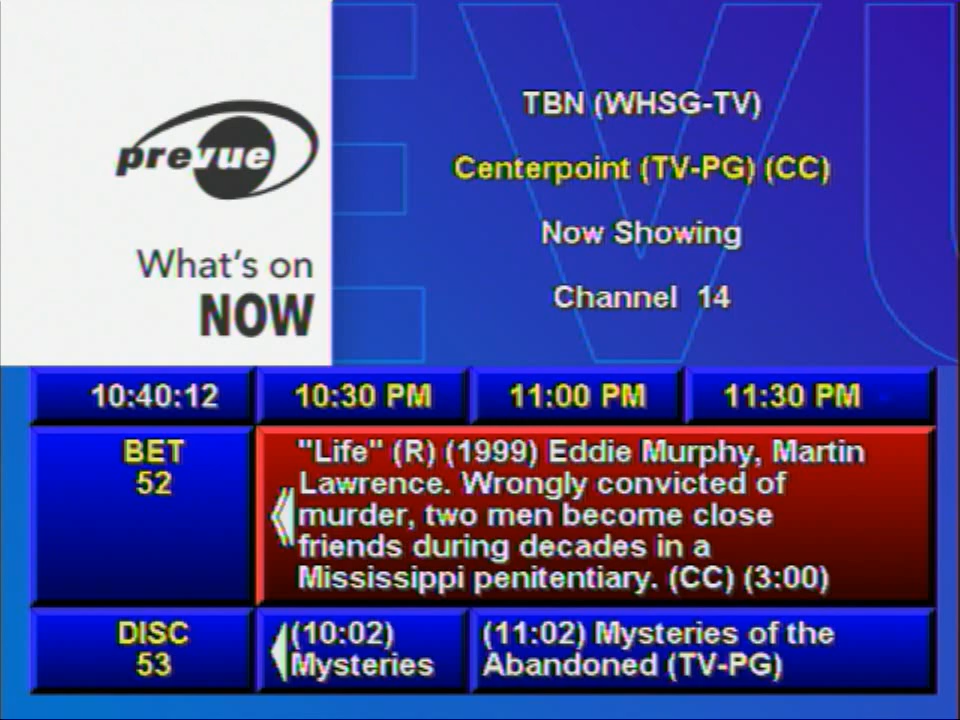 prevue
What's on
NOW
TBN (WHSG-TV)
Centerpoint (TV-PG) (CC)
Now Showing
Channel 14
10:40:12
10:30 PM
11:00 PM
11:30 PM
BET
52
"Life" (R) (1999) Eddie Murphy, Martin
Lawrence. Wrongly convicted of
murder, two men become close
friends during decades in a
Mississippi penitentiary. (CC) (3:00)
DISC
53
(10:02)
Mysteries
(11:02) Mysteries of the
Abandoned (TV-PG)